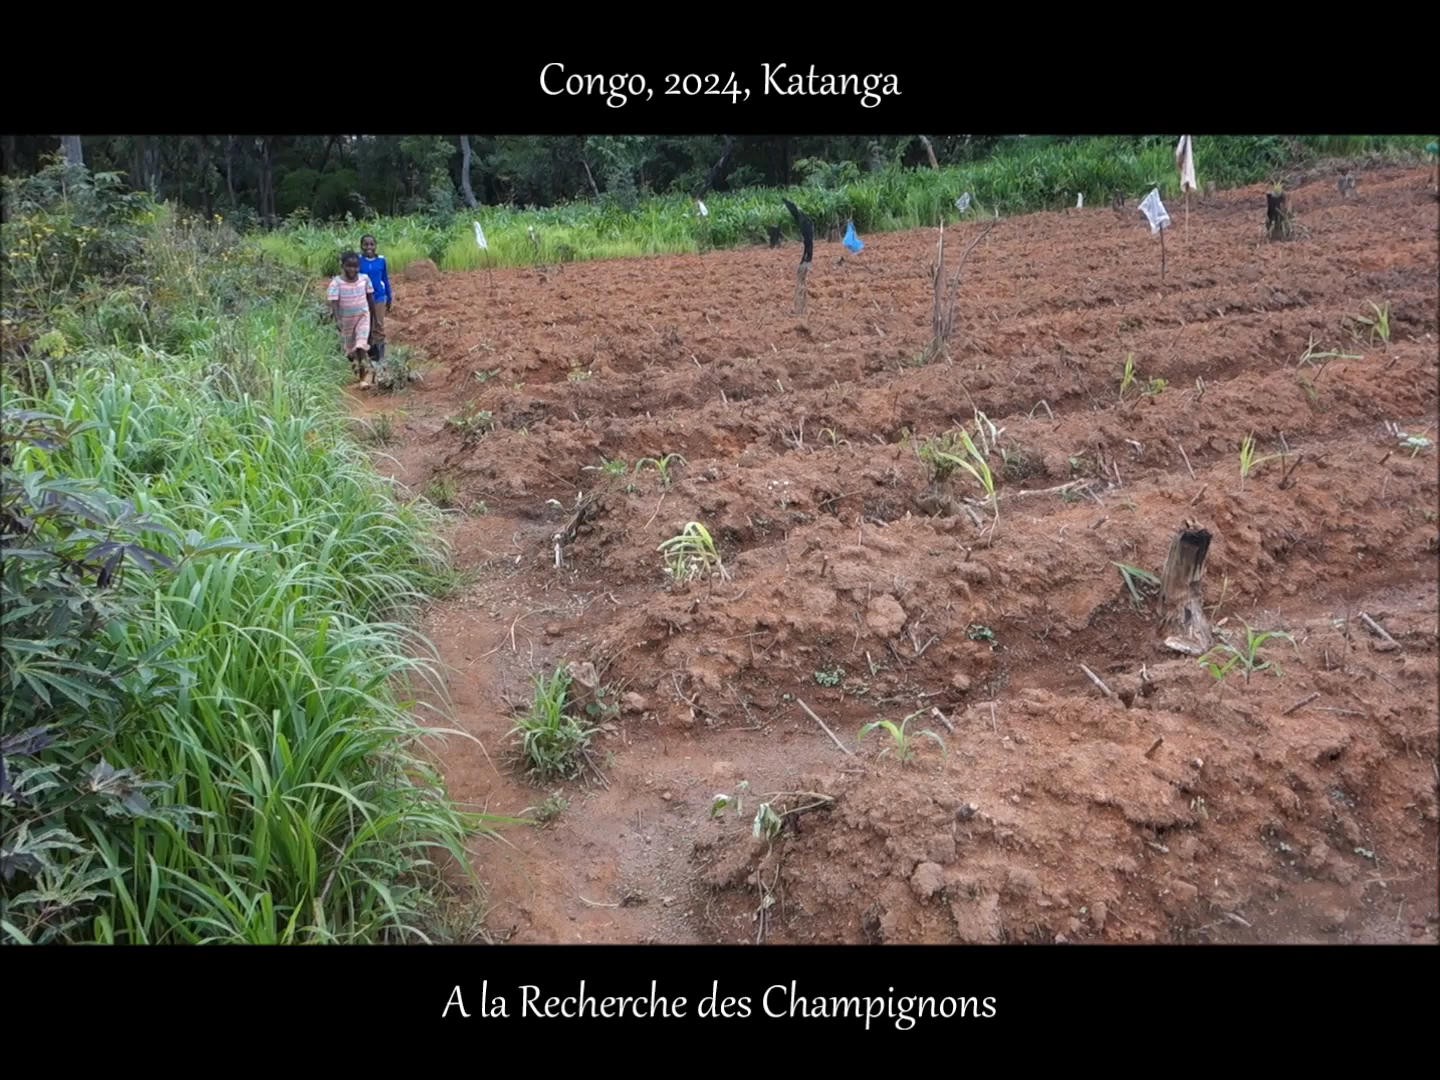 Congo, 2024, Katanga
A la Recherche des Champignons